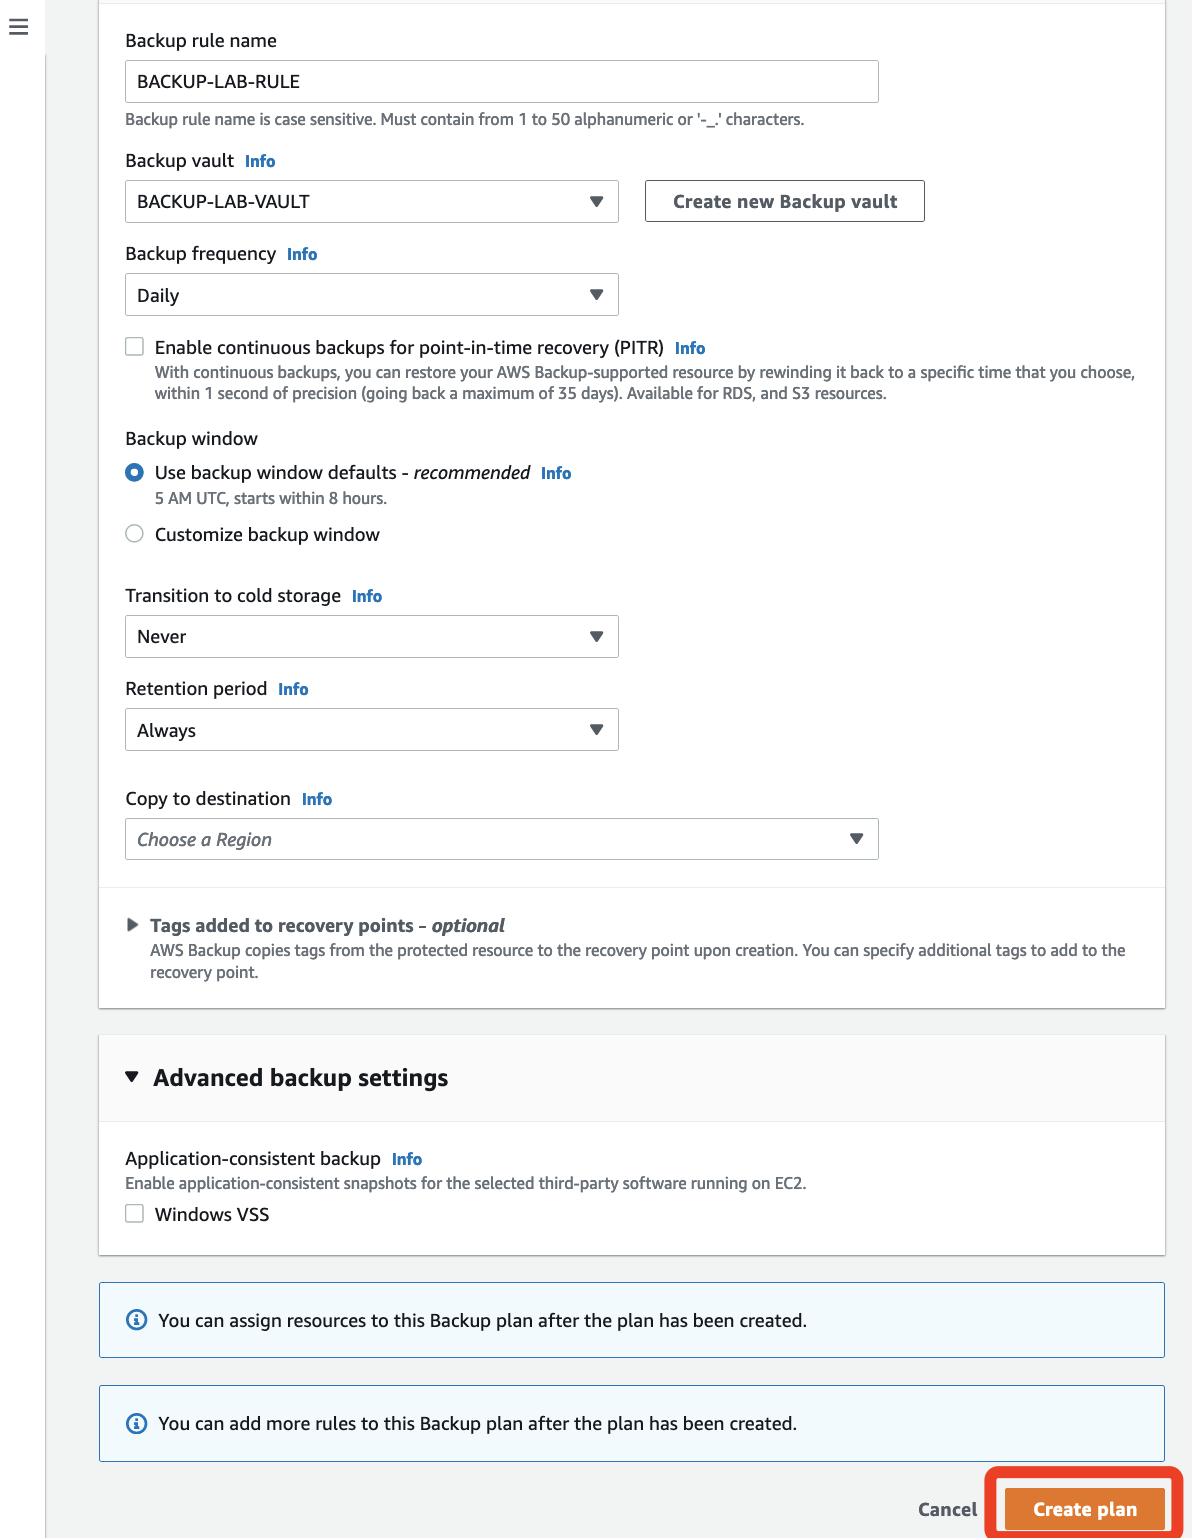 Backup rule name
BACKUP-LAB-RULE
Backup rule name is case sensitive. Must contain from 1 to 50 alphanumeric or '-_.' characters.
Backup vault Info
BACKUP-LAB-VAULT
Create new Backup vault
Backup frequency Info
Daily
Enable continuous backups for point-in-time recovery (PITR) Info
With continuous backups, you can restore your AWS Backup-supported resource by rewinding it back to a specific time that you choose,
within 1 second of precision (going back a maximum of 35 days). Available for RDS, and S3 resources.
Backup window
Use backup window defaults - recommended Info
5 AM UTC, starts within 8 hours.
Customize backup window
Transition to cold storage Info
Never
Retention period Info
Always
Copy to destination Info
Choose a Region
Tags added to recovery points - optional
AWS Backup copies tags from the protected resource to the recovery point upon creation. You can specify additional tags to add to the
recovery point.
Advanced backup settings
Application-consistent backup Info
Enable application-consistent snapshots for the selected third-party software running on EC2.
Windows VSS
You can assign resources to this Backup plan after the plan has been created.
You can add more rules to this Backup plan after the plan has been created.
Cancel
Create plan